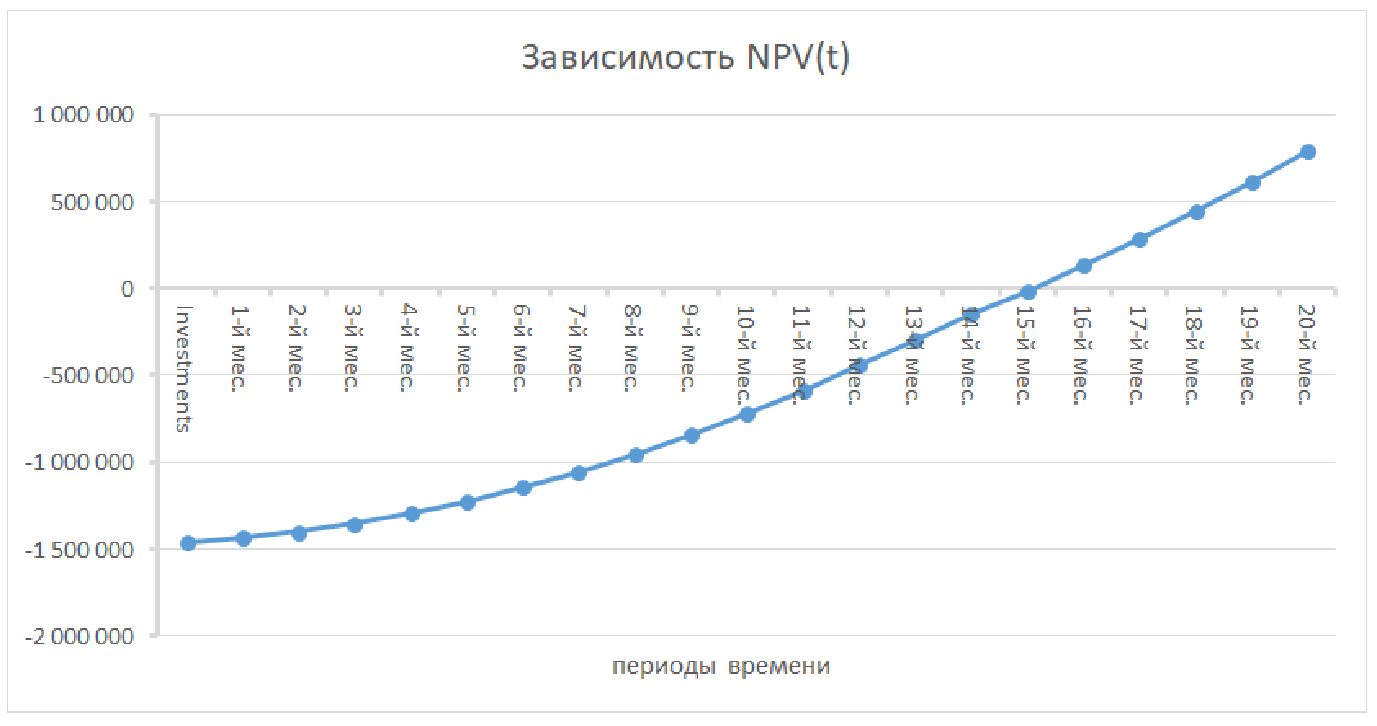 Зависимость NPV(t)
1 000 000
500 000
0
-500 000
-1 000 000
-1 500 000
-2 000 000
Investments
1-й мес.
2-й мес.
3-й мес.
4-й мес.
5-й мес.
6-й мес.
7-й мес.
8-й мес.
9-й мес.
10-й мес.
11-й мес.
12-й мес.
13-й мес.
14-й мес.
15-й мес.
16-й мес.
17-й мес.
18-й мес.
19-й мес.
20-й мес.
периоды времени